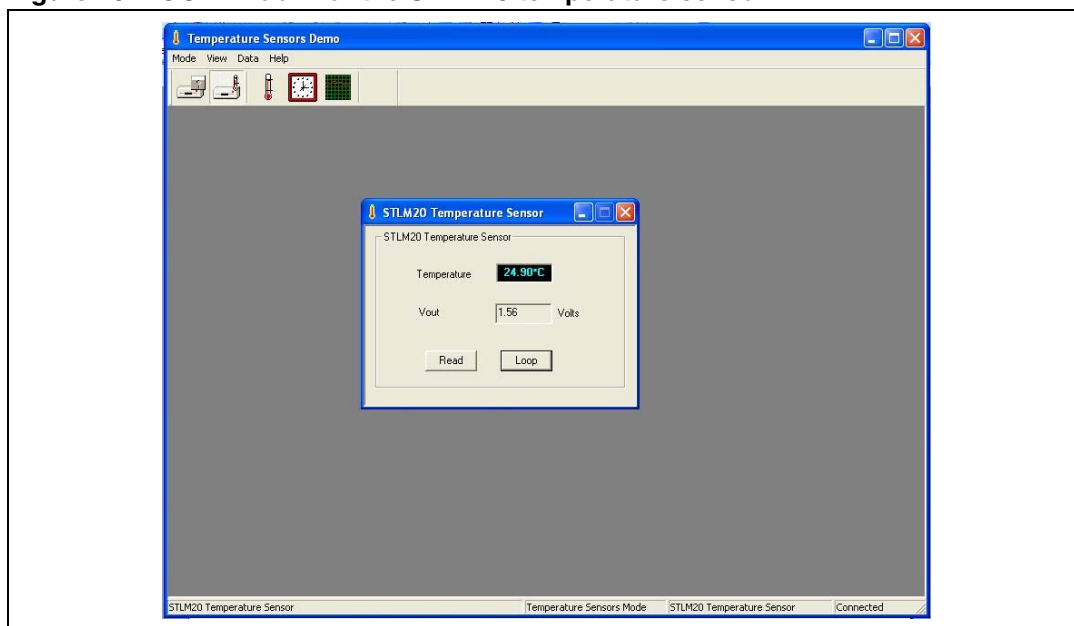 Temperature Sensors Demo
Mode View Data Help
STLM20 Temperature Sensor
STLM20 Temperature Sensor
Temperature 24.90°C
Vout 1.56 Volts
Read Loop
STLM20 Temperature Sensor Temperature Sensors Mode STLM20 Temperature Sensor Connected